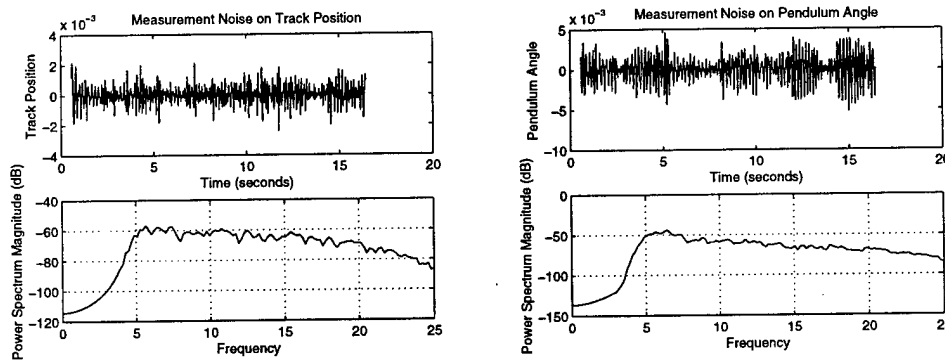 Measurement Noise on Track Position
x 10⁻³
4
2
0
−2
−4
Track Position
0 5 10 15 20
Time (seconds)
−40
−60
−80
−100
−120
Power Spectrum Magnitude (dB)
0 5 10 15 20 25
Frequency
Measurement Noise on Pendulum Angle
x 10⁻³
5
0
−5
−10
Pendulum Angle
0 5 10 15 20
Time (seconds)
0
−50
−100
−150
Power Spectrum Magnitude (dB)
0 5 10 15 20 2
Frequency